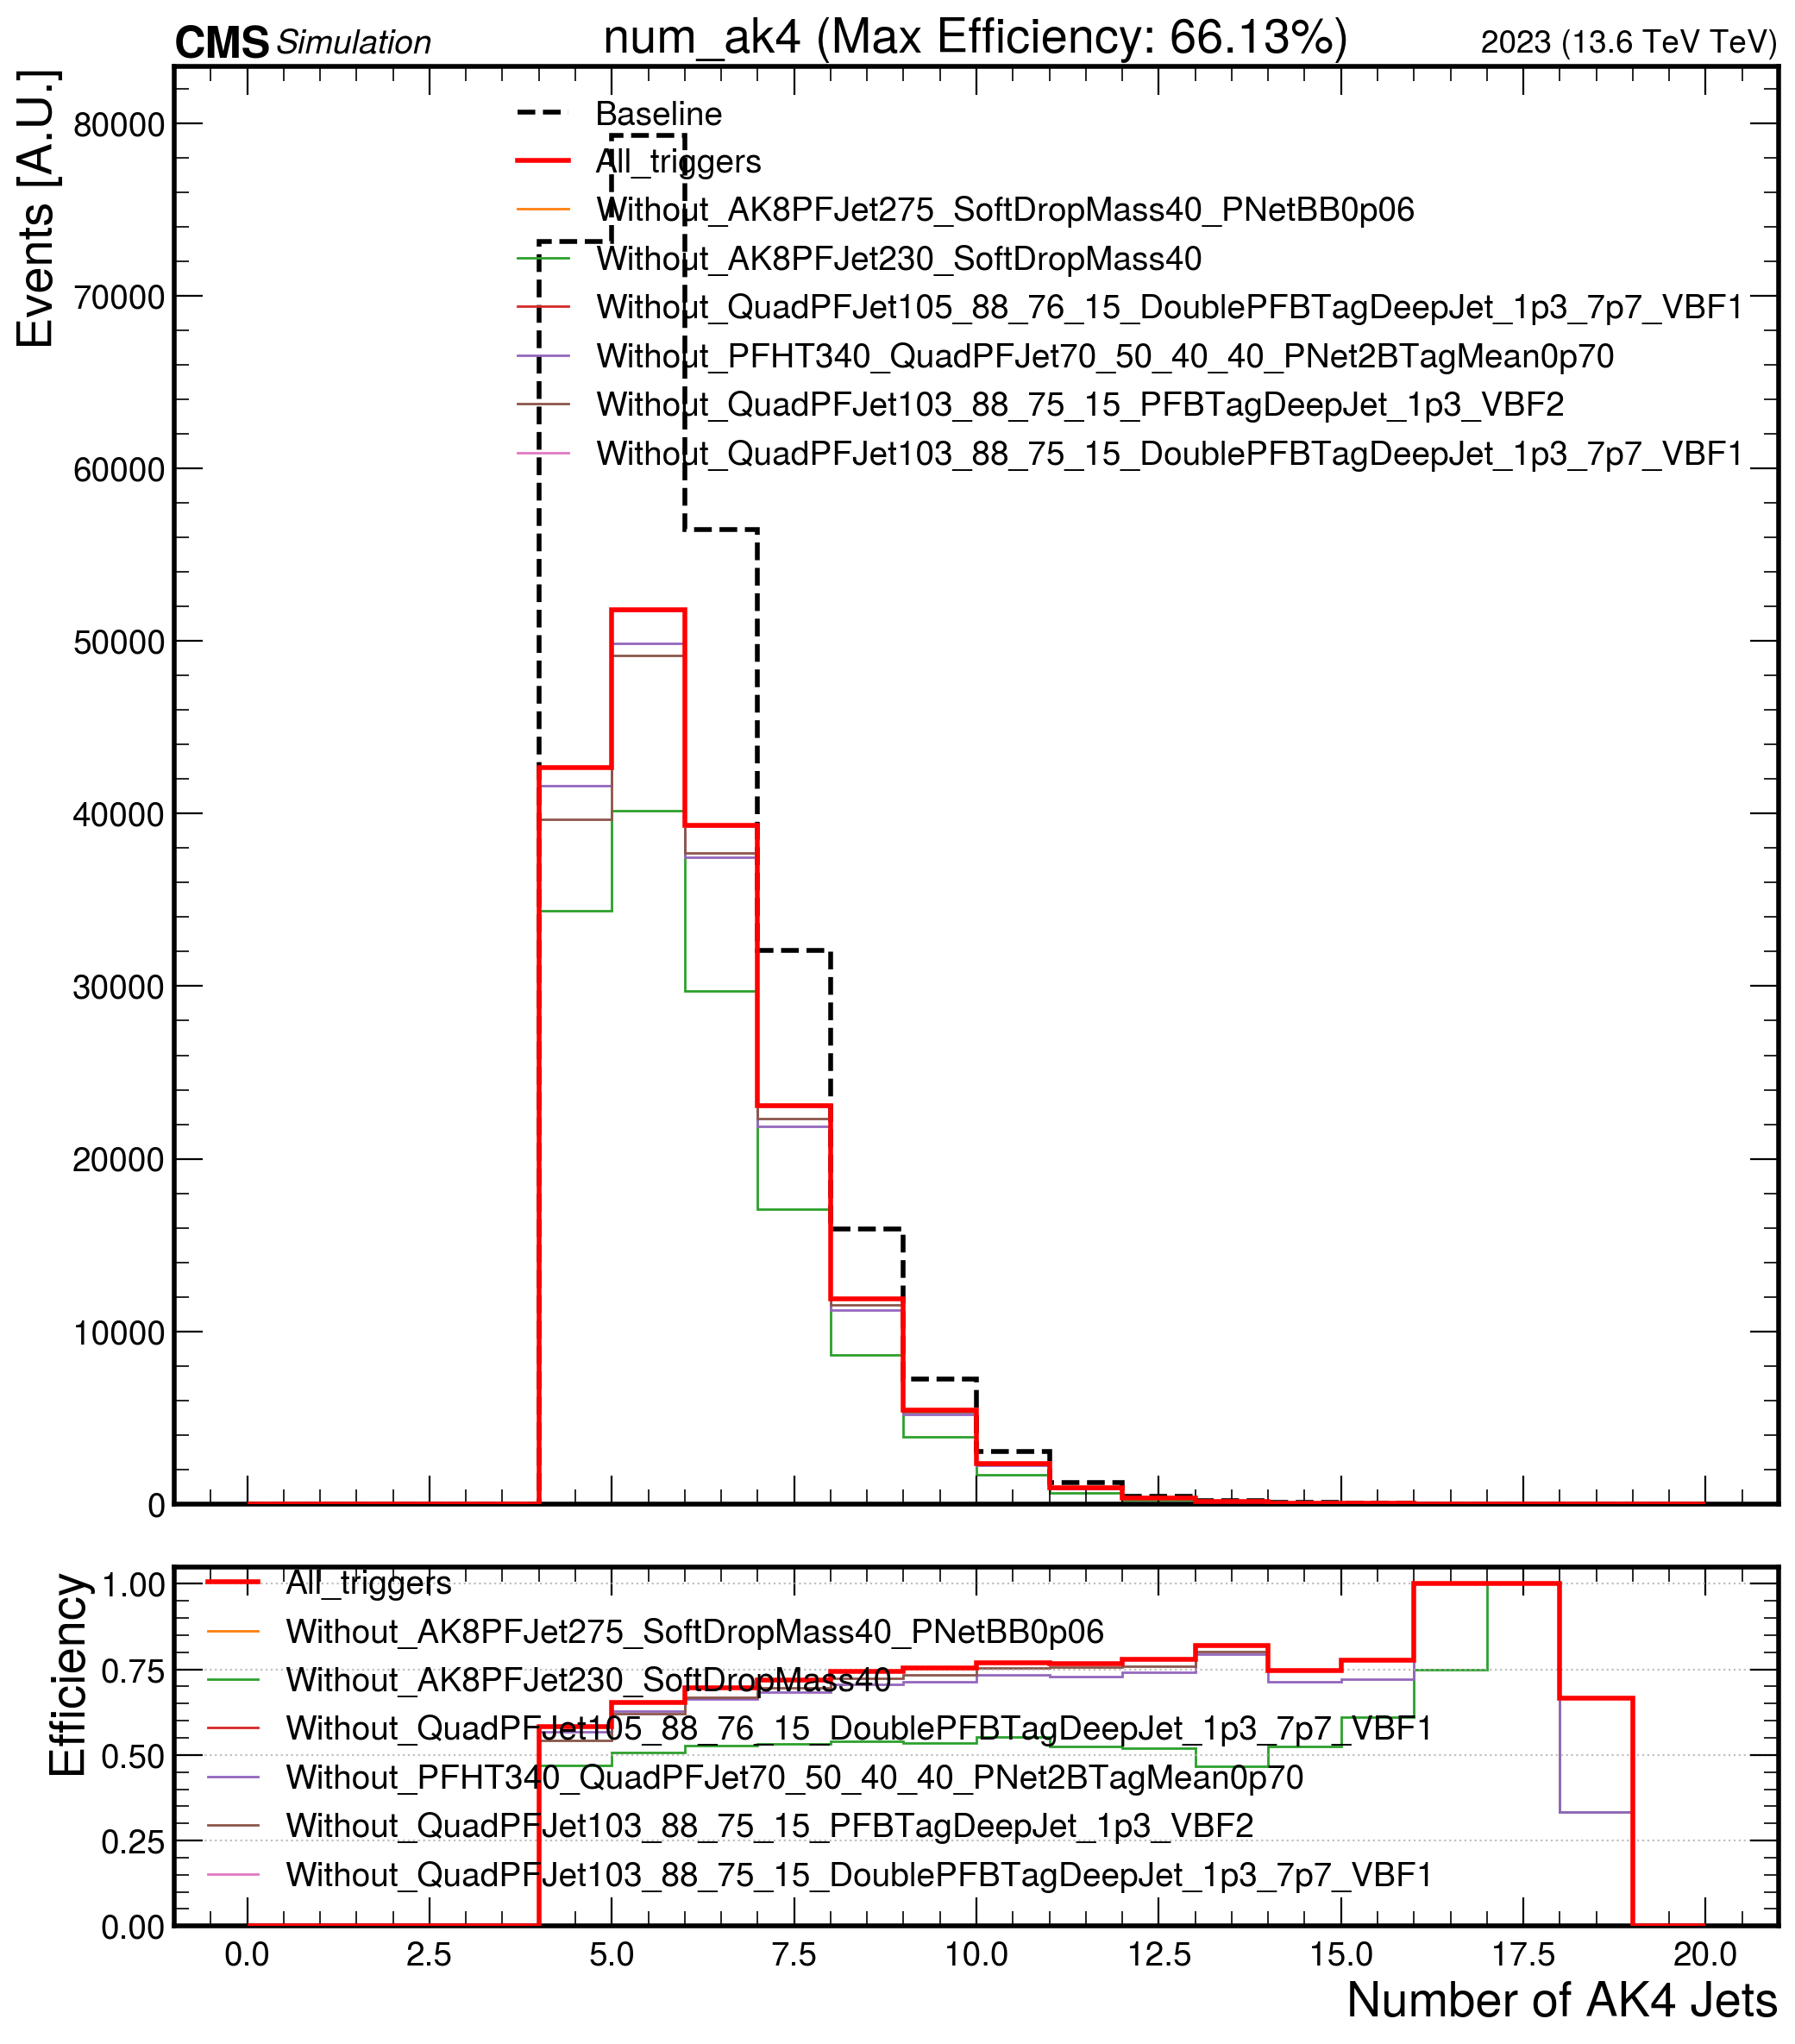 CMS Simulation num_ak4 (Max Efficiency: 66.13%) 2023 (13.6 TeV TeV)
Events [A.U.]
80000
70000
60000
50000
40000
30000
20000
10000
0
Baseline
All_triggers
Without_AK8PFJet275_SoftDropMass40_PNetBB0p06
Without_AK8PFJet230_SoftDropMass40
Without_QuadPFJet105_88_76_15_DoublePFBTagDeepJet_1p3_7p7_VBF1
Without_PFHT340_QuadPFJet70_50_40_40_PNet2BTagMean0p70
Without_QuadPFJet103_88_75_15_PFBTagDeepJet_1p3_VBF2
Without_QuadPFJet103_88_75_15_DoublePFBTagDeepJet_1p3_7p7_VBF1
Efficiency
1.00
0.75
0.50
0.25
0.00
All_triggers
Without_AK8PFJet275_SoftDropMass40_PNetBB0p06
Without_AK8PFJet230_SoftDropMass40
Without_QuadPFJet105_88_76_15_DoublePFBTagDeepJet_1p3_7p7_VBF1
Without_PFHT340_QuadPFJet70_50_40_40_PNet2BTagMean0p70
Without_QuadPFJet103_88_75_15_PFBTagDeepJet_1p3_VBF2
Without_QuadPFJet103_88_75_15_DoublePFBTagDeepJet_1p3_7p7_VBF1
0.0 2.5 5.0 7.5 10.0 12.5 15.0 17.5 20.0
Number of AK4 Jets